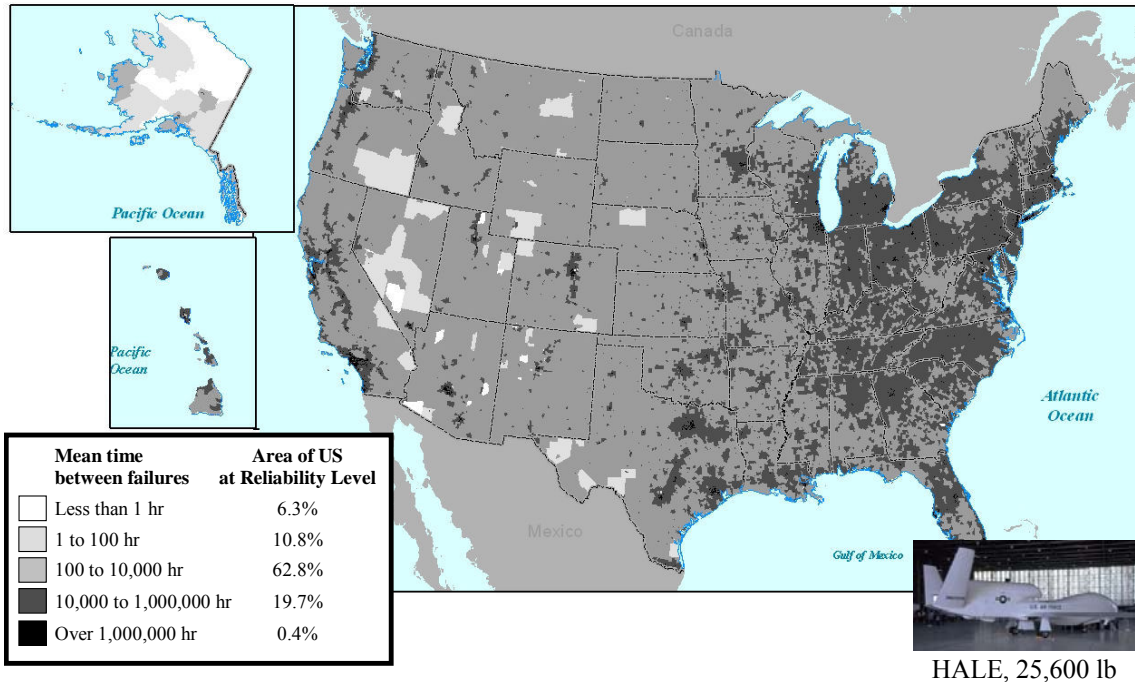 Canada
Pacific Ocean
Pacific
Ocean
Atlantic
Ocean
Mexico
Gulf of Mexico
Mean time
between failures
Area of US
at Reliability Level
Less than 1 hr 6.3%
1 to 100 hr 10.8%
100 to 10,000 hr 62.8%
10,000 to 1,000,000 hr 19.7%
Over 1,000,000 hr 0.4%
HALE, 25,600 lb